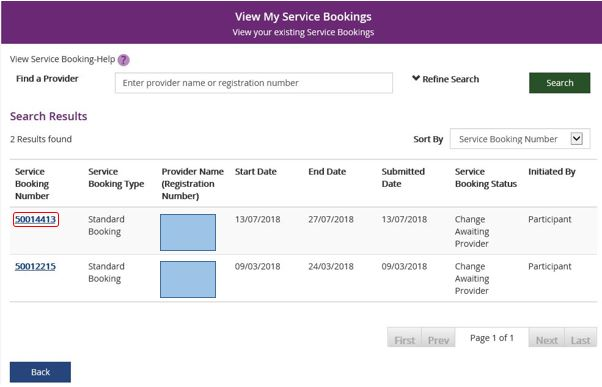 View My Service Bookings
View your existing Service Bookings
View Service Booking-Help ?
Find a Provider
Enter provider name or registration number
Refine Search
Search
Search Results
2 Results found
Sort By
Service Booking Number
Service Booking Number
Service Booking Type
Provider Name (Registration Number)
Start Date
End Date
Submitted Date
Service Booking Status
Initiated By
50014413
Standard Booking
13/07/2018
27/07/2018
13/07/2018
Change Awaiting Provider
Participant
50012215
Standard Booking
09/03/2018
24/03/2018
09/03/2018
Change Awaiting Provider
Participant
First
Prev
Page 1 of 1
Next
Last
Back